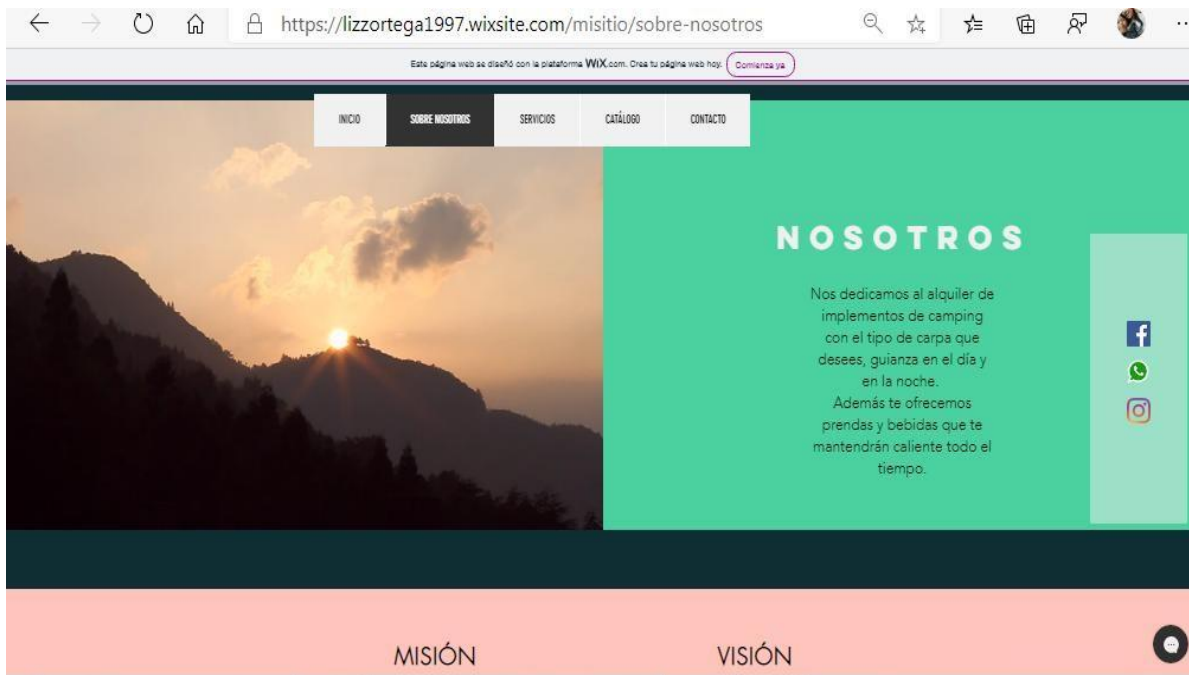 https://lizzortega1997.wixsite.com/misitio/sobre-nosotros
Este página web se diseñó con la plataforma WiX.com. Crea tu página web hoy. Comienza ya
INICIO SOBRE NOSOTROS SERVICIOS CATÁLOGO CONTACTO
NOSOTROS
Nos dedicamos al alquiler de
implementos de camping
con el tipo de carpa que
desees, guianza en el día y
en la noche.
Además te ofrecemos
prendas y bebidas que te
mantendrán caliente todo el
tiempo.
MISIÓN VISIÓN